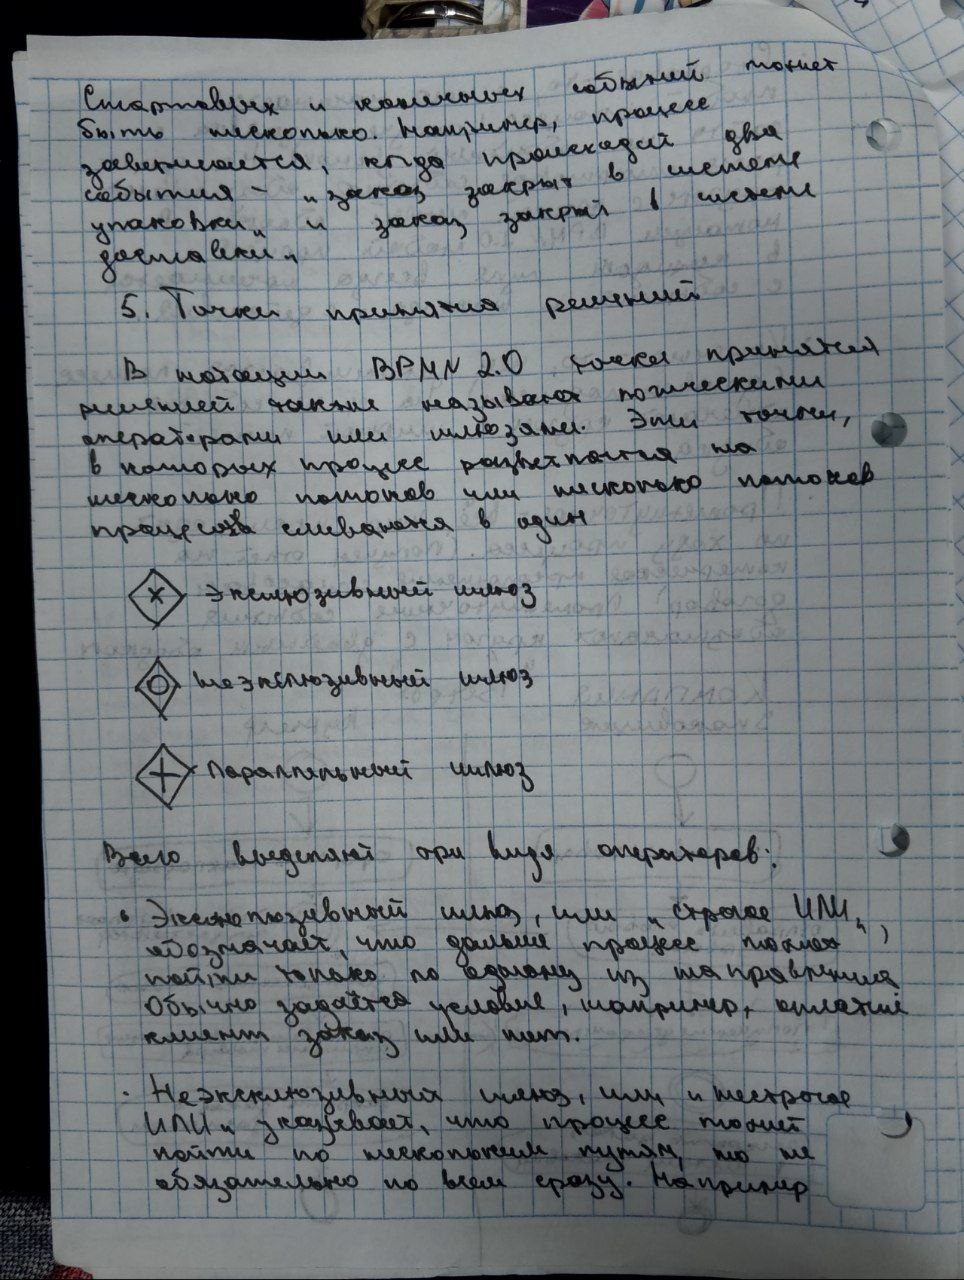 Стартовых и конечных событий может
быть несколько. Например, процесс
завершается, когда происходит два
события – „заказ закрыт в системе
упаковки„ и заказ закрыт в системе
доставки„
5. Точки принятия решений
В нотации BPMN 2.0 точки принятия
решений также называют логическими
операторами или шлюзами. Эти точки,
в которых процесс разветвляется на
несколько потоков или несколько потоков
процесса сливаются в один
Эксклюзивный шлюз
Неэксклюзивный шлюз
Параллельный шлюз
Всего выделяют три вида операторов:
• Эксклюзивный шлюз, или „строгое ИЛИ„,
обозначает, что дальше процесс может
пойти только по одному из направлений
Обычно задаётся условие, например, оплатил
клиент заказ или нет.
• Неэксклюзивный шлюз, или „нестрогое
ИЛИ„ указывает, что процесс может
пойти по нескольким путям, но не
обязательно по всем сразу. Например